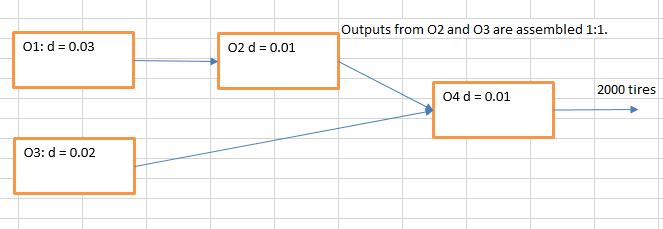 Outputs from O2 and O3 are assembled 1:1.
O1: d = 0.03
O2 d = 0.01
O4 d = 0.01
2000 tires
O3: d = 0.02